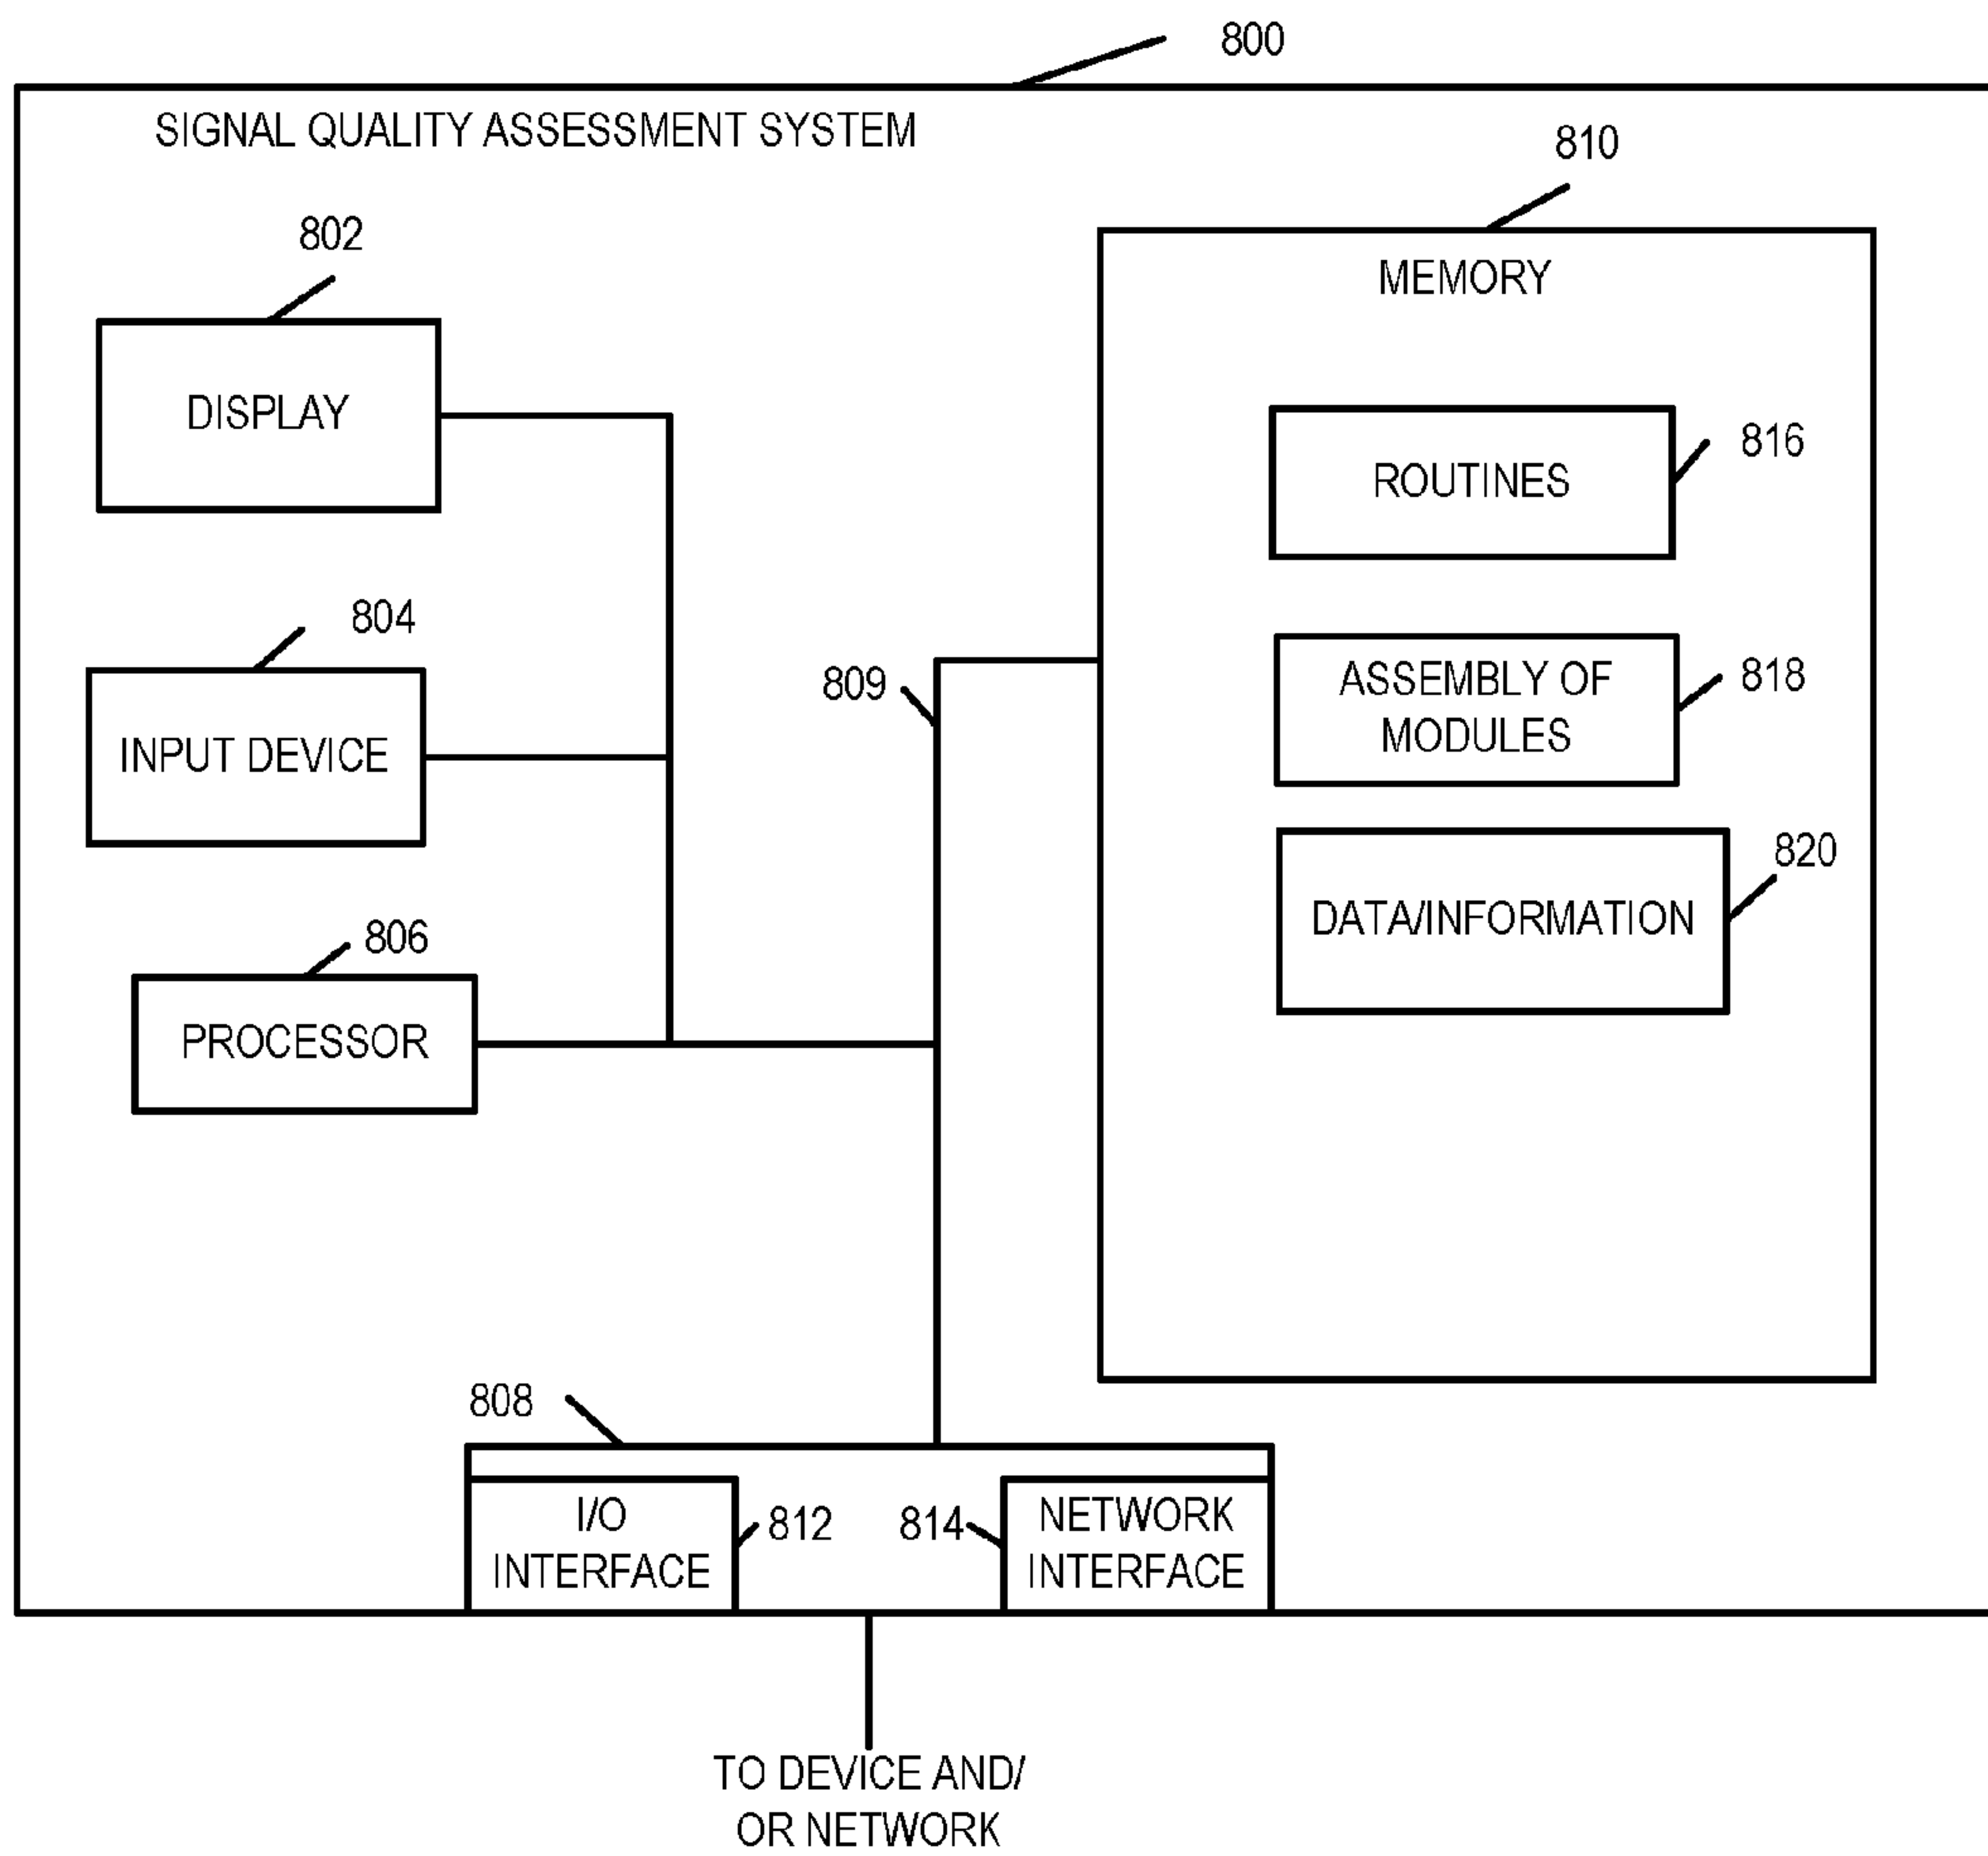 800
SIGNAL QUALITY ASSESSMENT SYSTEM
810
802
MEMORY
DISPLAY
816
ROUTINES
804
809
818
ASSEMBLY OF
MODULES
INPUT DEVICE
820
DATA/INFORMATION
806
PROCESSOR
808
I/O
INTERFACE
812
814
NETWORK
INTERFACE
TO DEVICE AND/
OR NETWORK